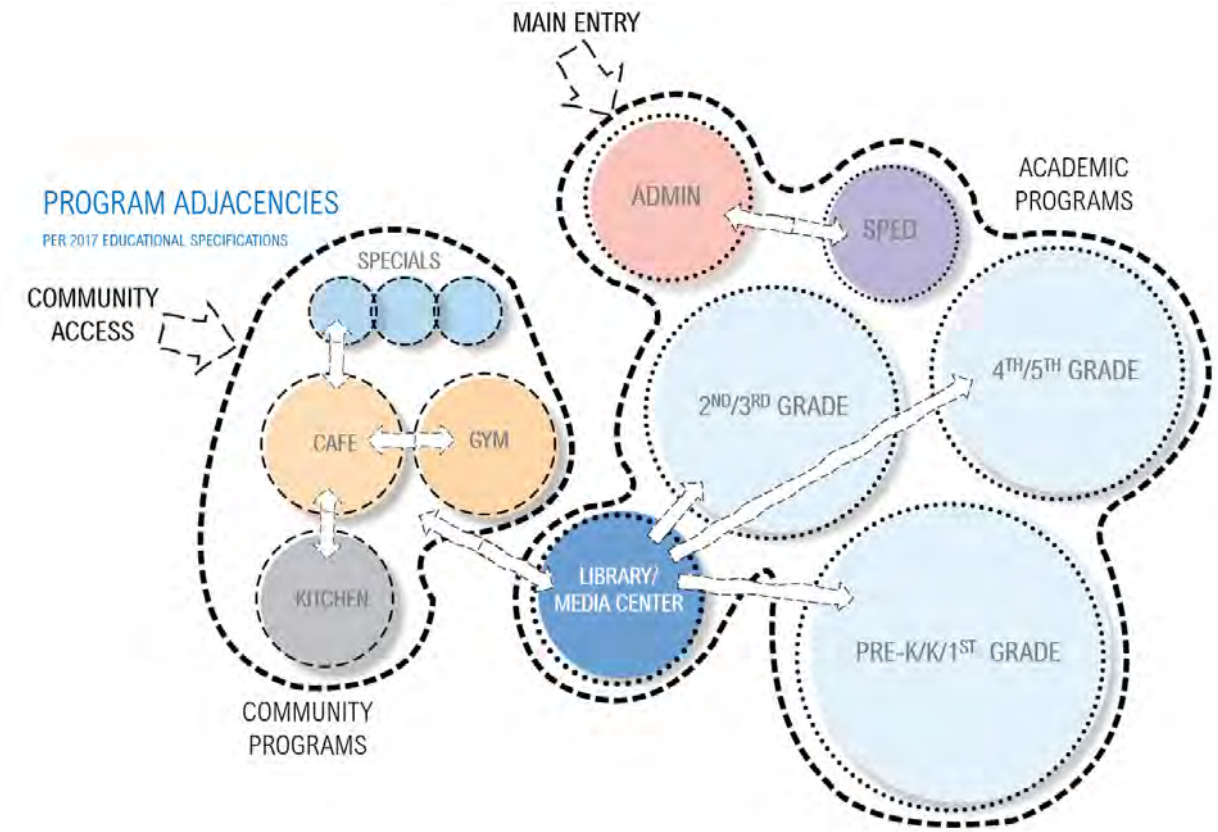 MAIN ENTRY
PROGRAM ADJACENCIES
PER 2017 EDUCATIONAL SPECIFICATIONS
COMMUNITY
ACCESS
SPECIALS
CAFE
GYM
KITCHEN
COMMUNITY
PROGRAMS
ADMIN
SPED
ACADEMIC
PROGRAMS
2ND/3RD GRADE
4TH/5TH GRADE
LIBRARY/
MEDIA CENTER
PRE-K/K/1ST GRADE